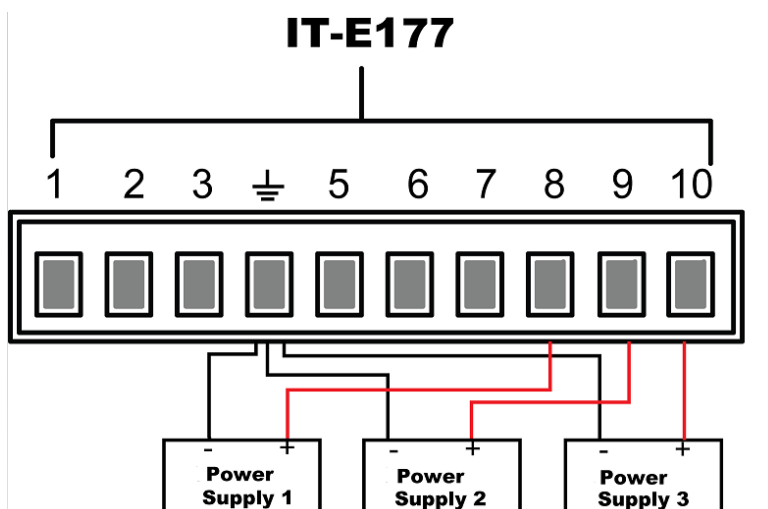 IT-E177
1 2 3 5 6 7 8 9 10
- + - + - +
Power Power Power
Supply 1 Supply 2 Supply 3